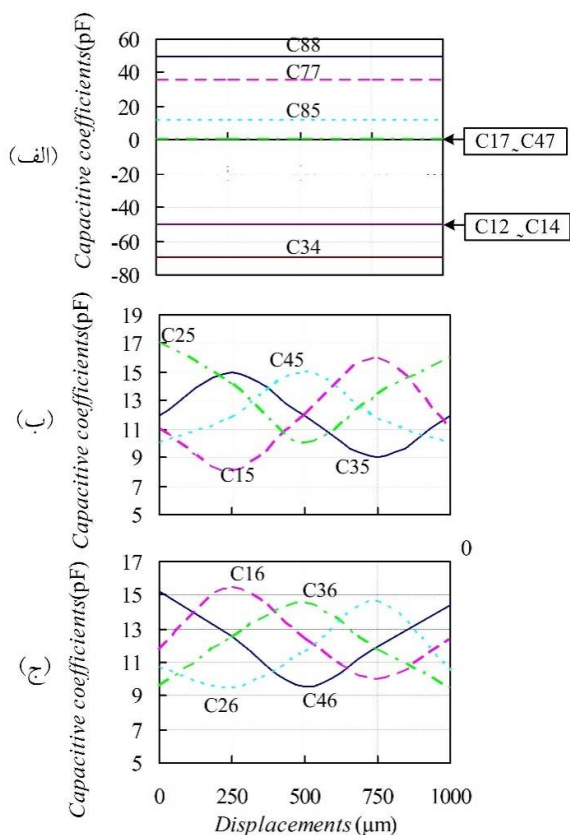 Capacitive coefficients(pF)
60
40
20
0
-20
-40
-60
-80
C88
C77
C85
C34
C17~C47
C12 ~C14
(الف)
Capacitive coefficients(pF)
19
17
15
13
11
9
7
5
C25
C45
C15
C35
(ب)
0
Capacitive coefficients(pF)
17
15
13
11
9
7
5
C16
C36
C26
C46
(ج)
0 250 500 750 1000
Displacements (µm)